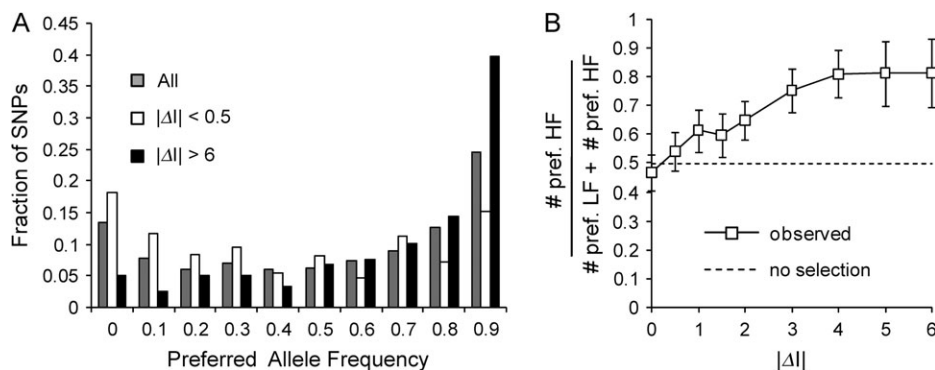 A
Fraction of SNPs
0.45
0.4
0.35
0.3
0.25
0.2
0.15
0.1
0.05
0
All
|ΔI| < 0.5
|ΔI| > 6
0 0.1 0.2 0.3 0.4 0.5 0.6 0.7 0.8 0.9
Preferred Allele Frequency
B
# pref. HF
# pref. LF + # pref. HF
1
0.9
0.8
0.7
0.6
0.5
0.4
0.3
0.2
0.1
0
observed
no selection
0 1 2 3 4 5 6
|ΔI|